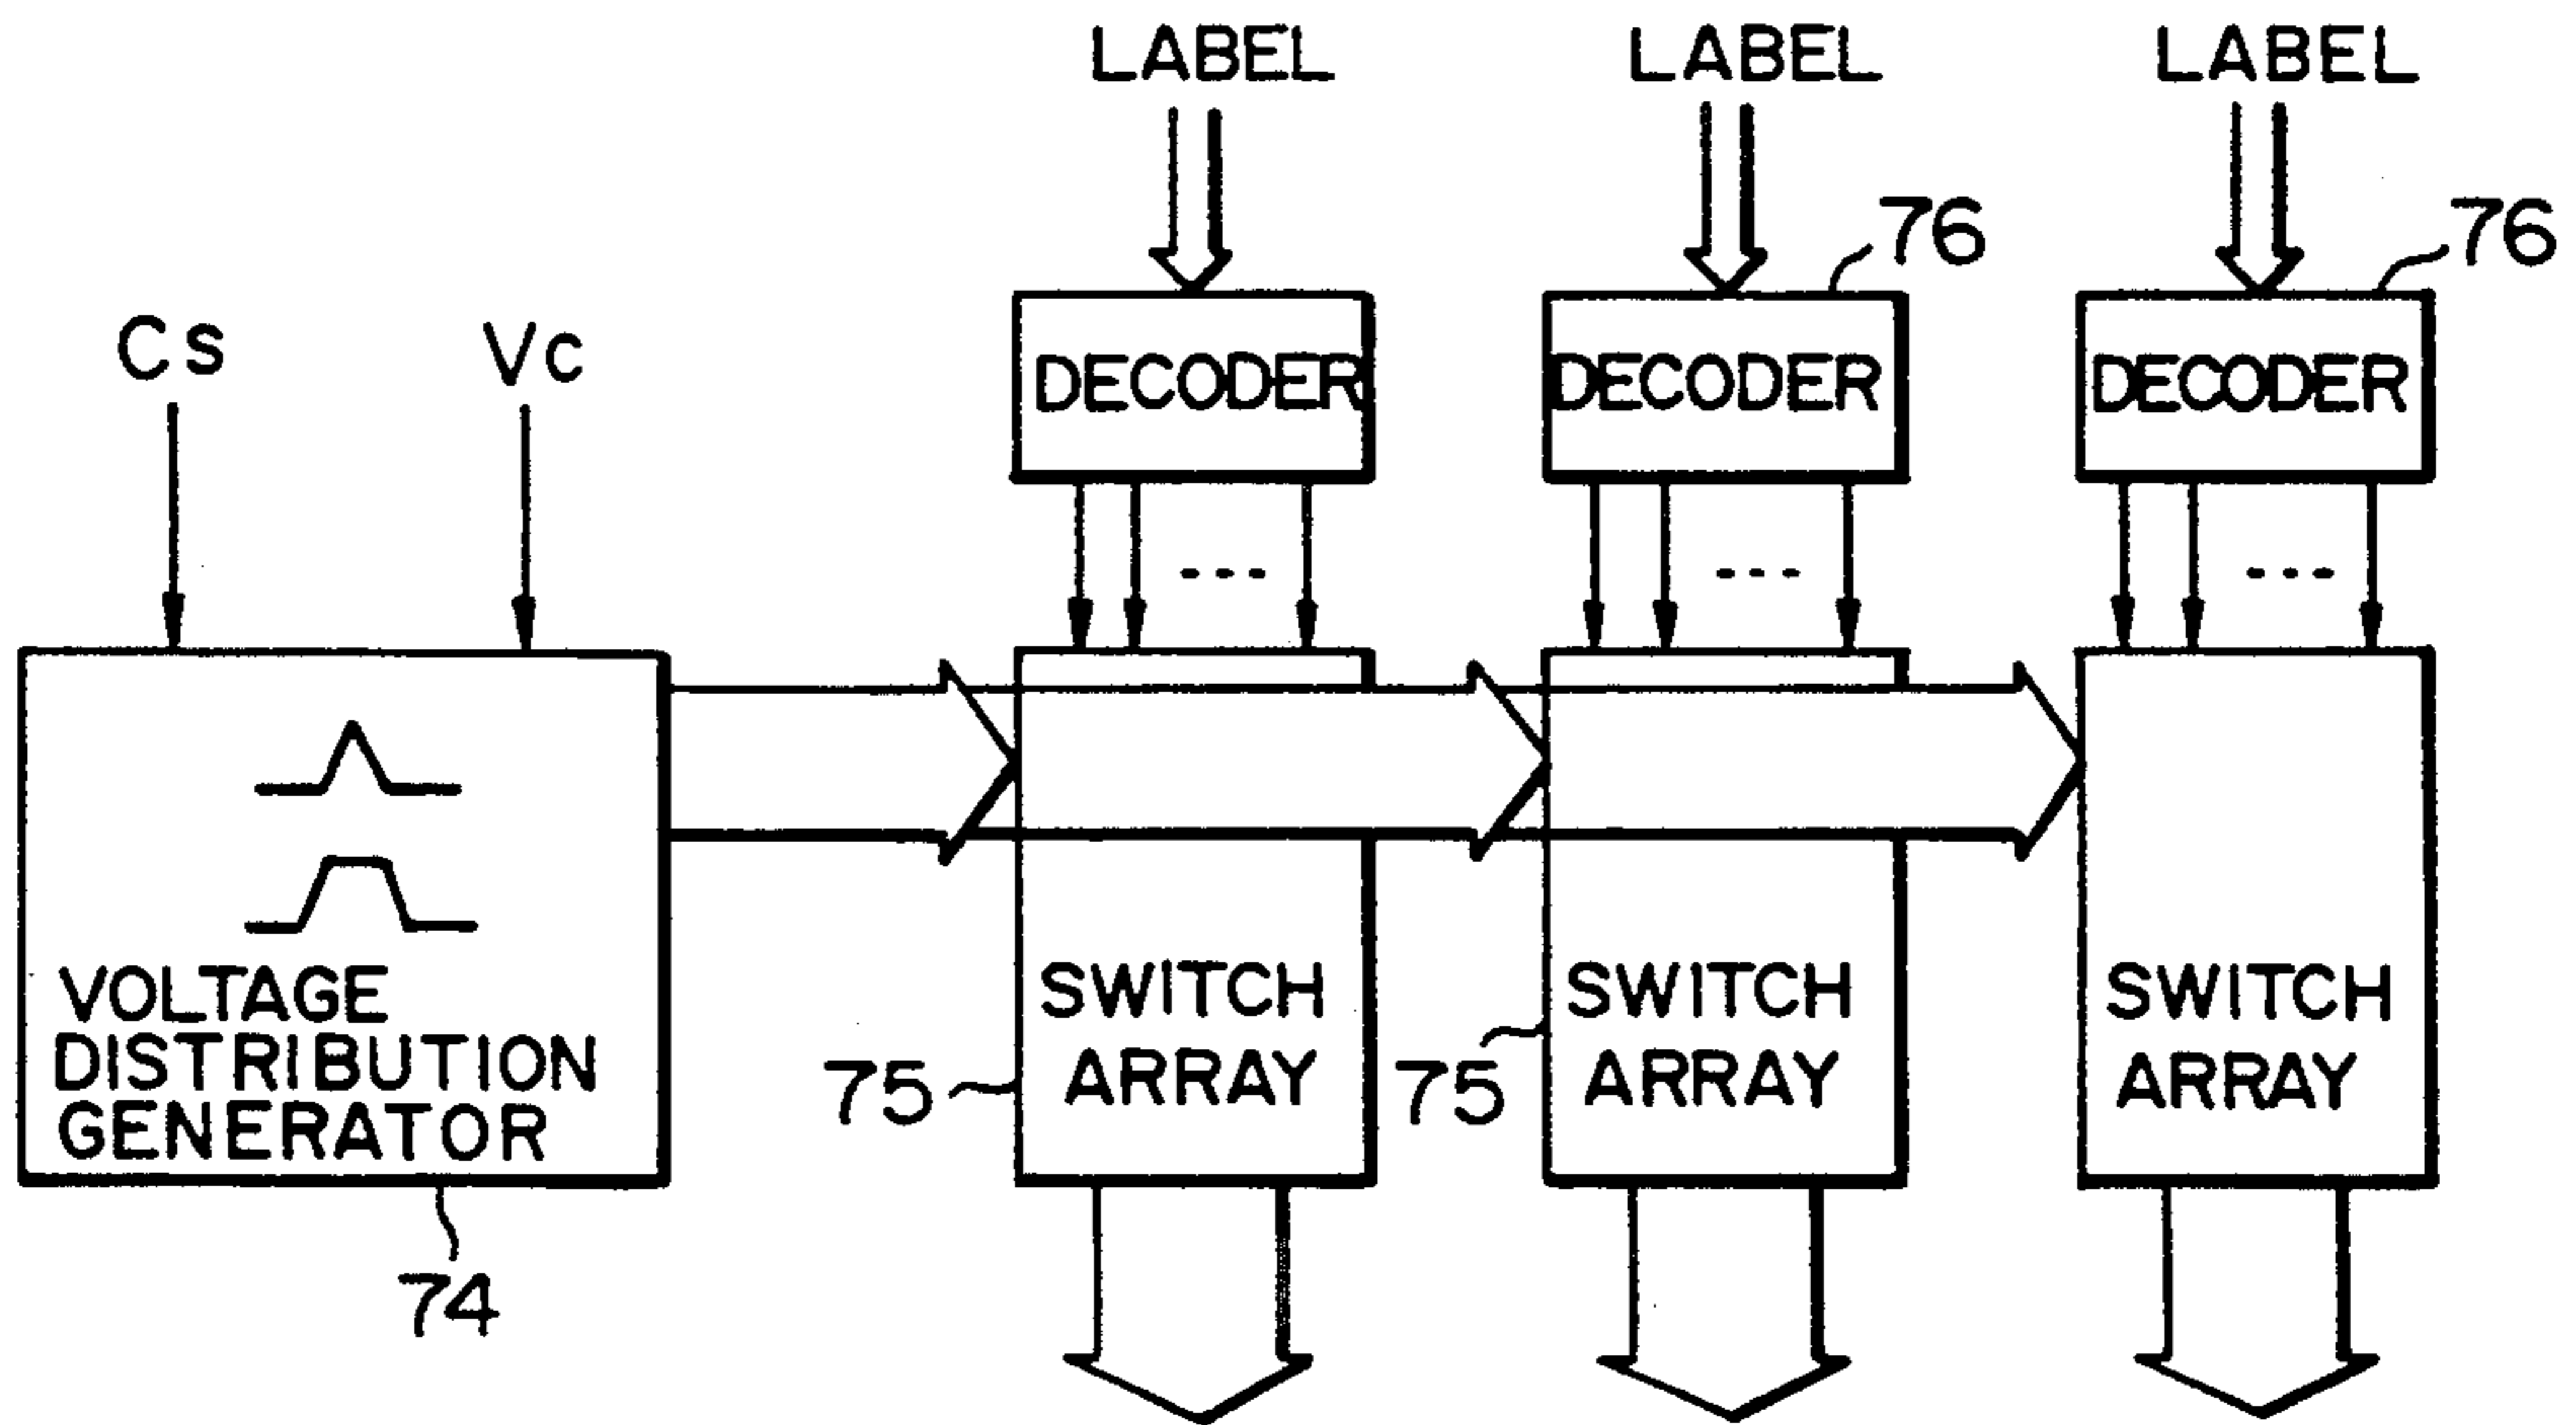 LABEL LABEL LABEL
76 76
Cs Vc DECODER DECODER DECODER
--- --- ---
VOLTAGE
DISTRIBUTION
GENERATOR
SWITCH
ARRAY
SWITCH
ARRAY
SWITCH
ARRAY
75 75
74